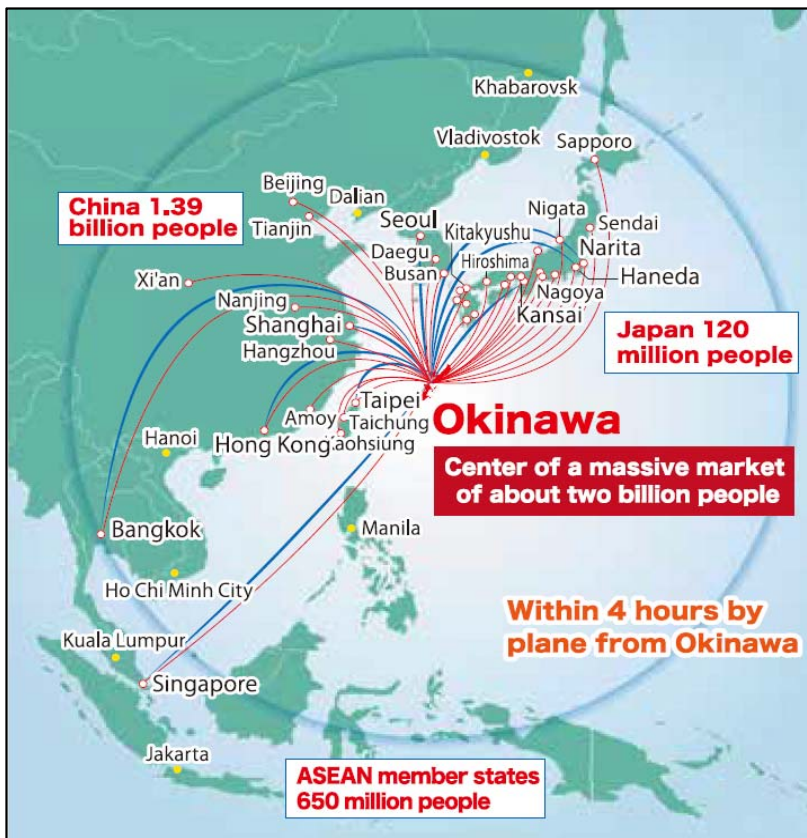 Khabarovsk
Vladivostok
Sapporo
Beijing
Dalian
China 1.39
billion people
Tianjin
Seoul
Kitakyushu
Nigata
Sendai
Daegu
Hiroshima
Narita
Busan
Haneda
Xi'an
Nanjing
Nagoya
Kansai
Shanghai
Hangzhou
Japan 120
million people
Taipei
Amoy
Taichung
Okinawa
Hanoi
Hong Kong
aohsiung
Center of a massive market
of about two billion people
Bangkok
Manila
Ho Chi Minh City
Within 4 hours by
plane from Okinawa
Kuala Lumpur
Singapore
Jakarta
ASEAN member states
650 million people